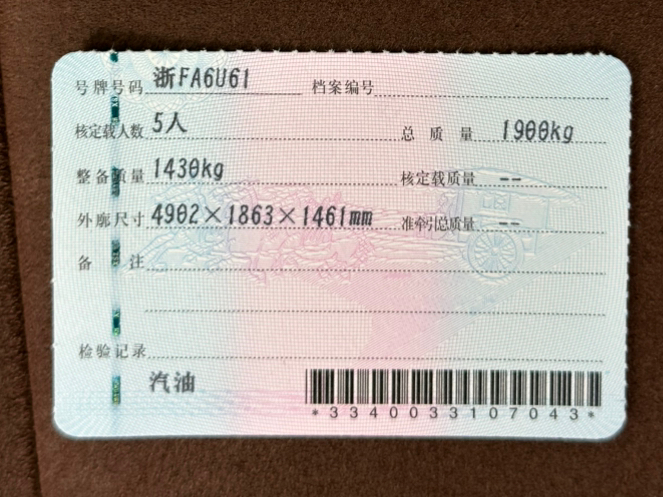 号牌号码 浙FA6U61 档案编号
核定载人数 5人 总质量 1900kg
整备质量 1430kg 核定载质量 --
外廓尺寸 4902×1863×1461mm 准牵引总质量 --
备注
检验记录
汽油
*3340033107043*